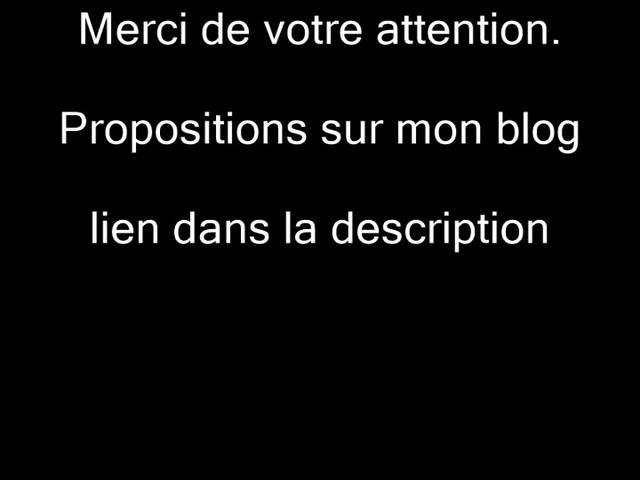 Merci de votre attention.
Propositions sur mon blog
lien dans la description